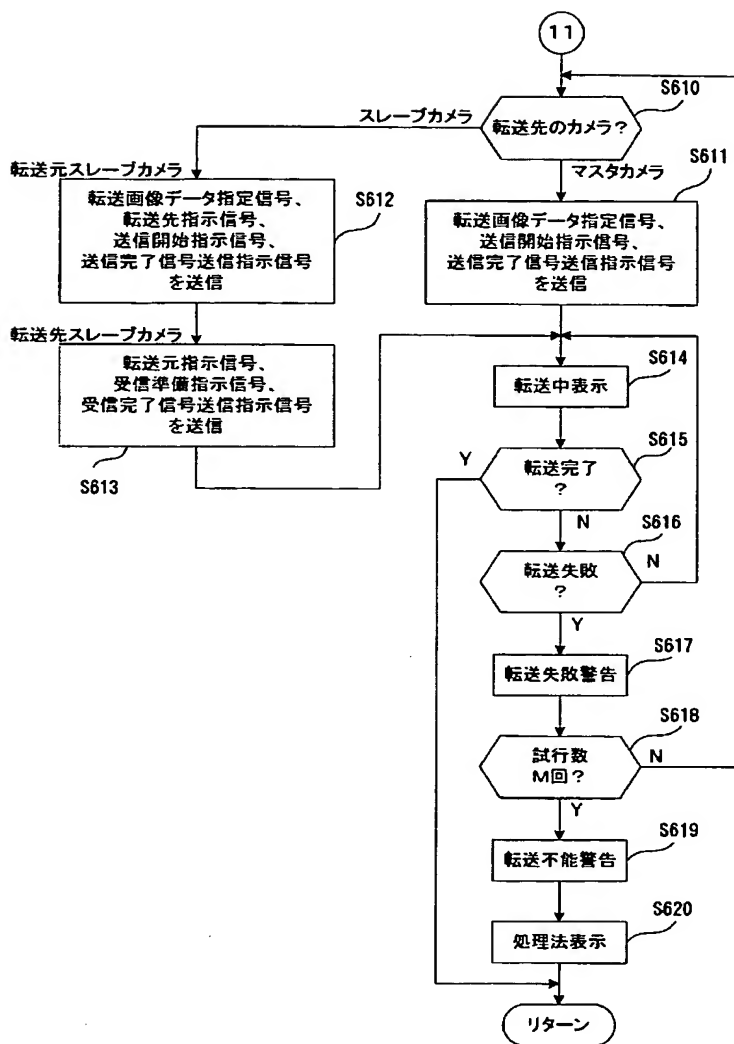 11
S610
転送先のカメラ？
スレーブカメラ
マスタカメラ
S611
転送画像データ指定信号、
送信開始指示信号、
送信完了信号送信指示信号
を送信
転送元スレーブカメラ
S612
転送画像データ指定信号、
転送先指示信号、
送信開始指示信号、
送信完了信号送信指示信号
を送信
転送先スレーブカメラ
転送元指示信号、
受信準備指示信号、
受信完了信号送信指示信号
を送信
S613
S614
転送中表示
S615
転送完了
？
Y
N
S616
転送失敗
？
N
Y
S617
転送失敗警告
S618
試行数
M回？
N
Y
S619
転送不能警告
S620
処理法表示
リターン